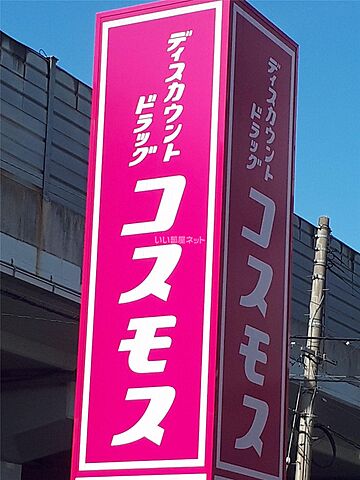 ディスカウント
ドラッグ
コスモス
ディスカウント
ドラッグ
コスモス
いい部屋ネット